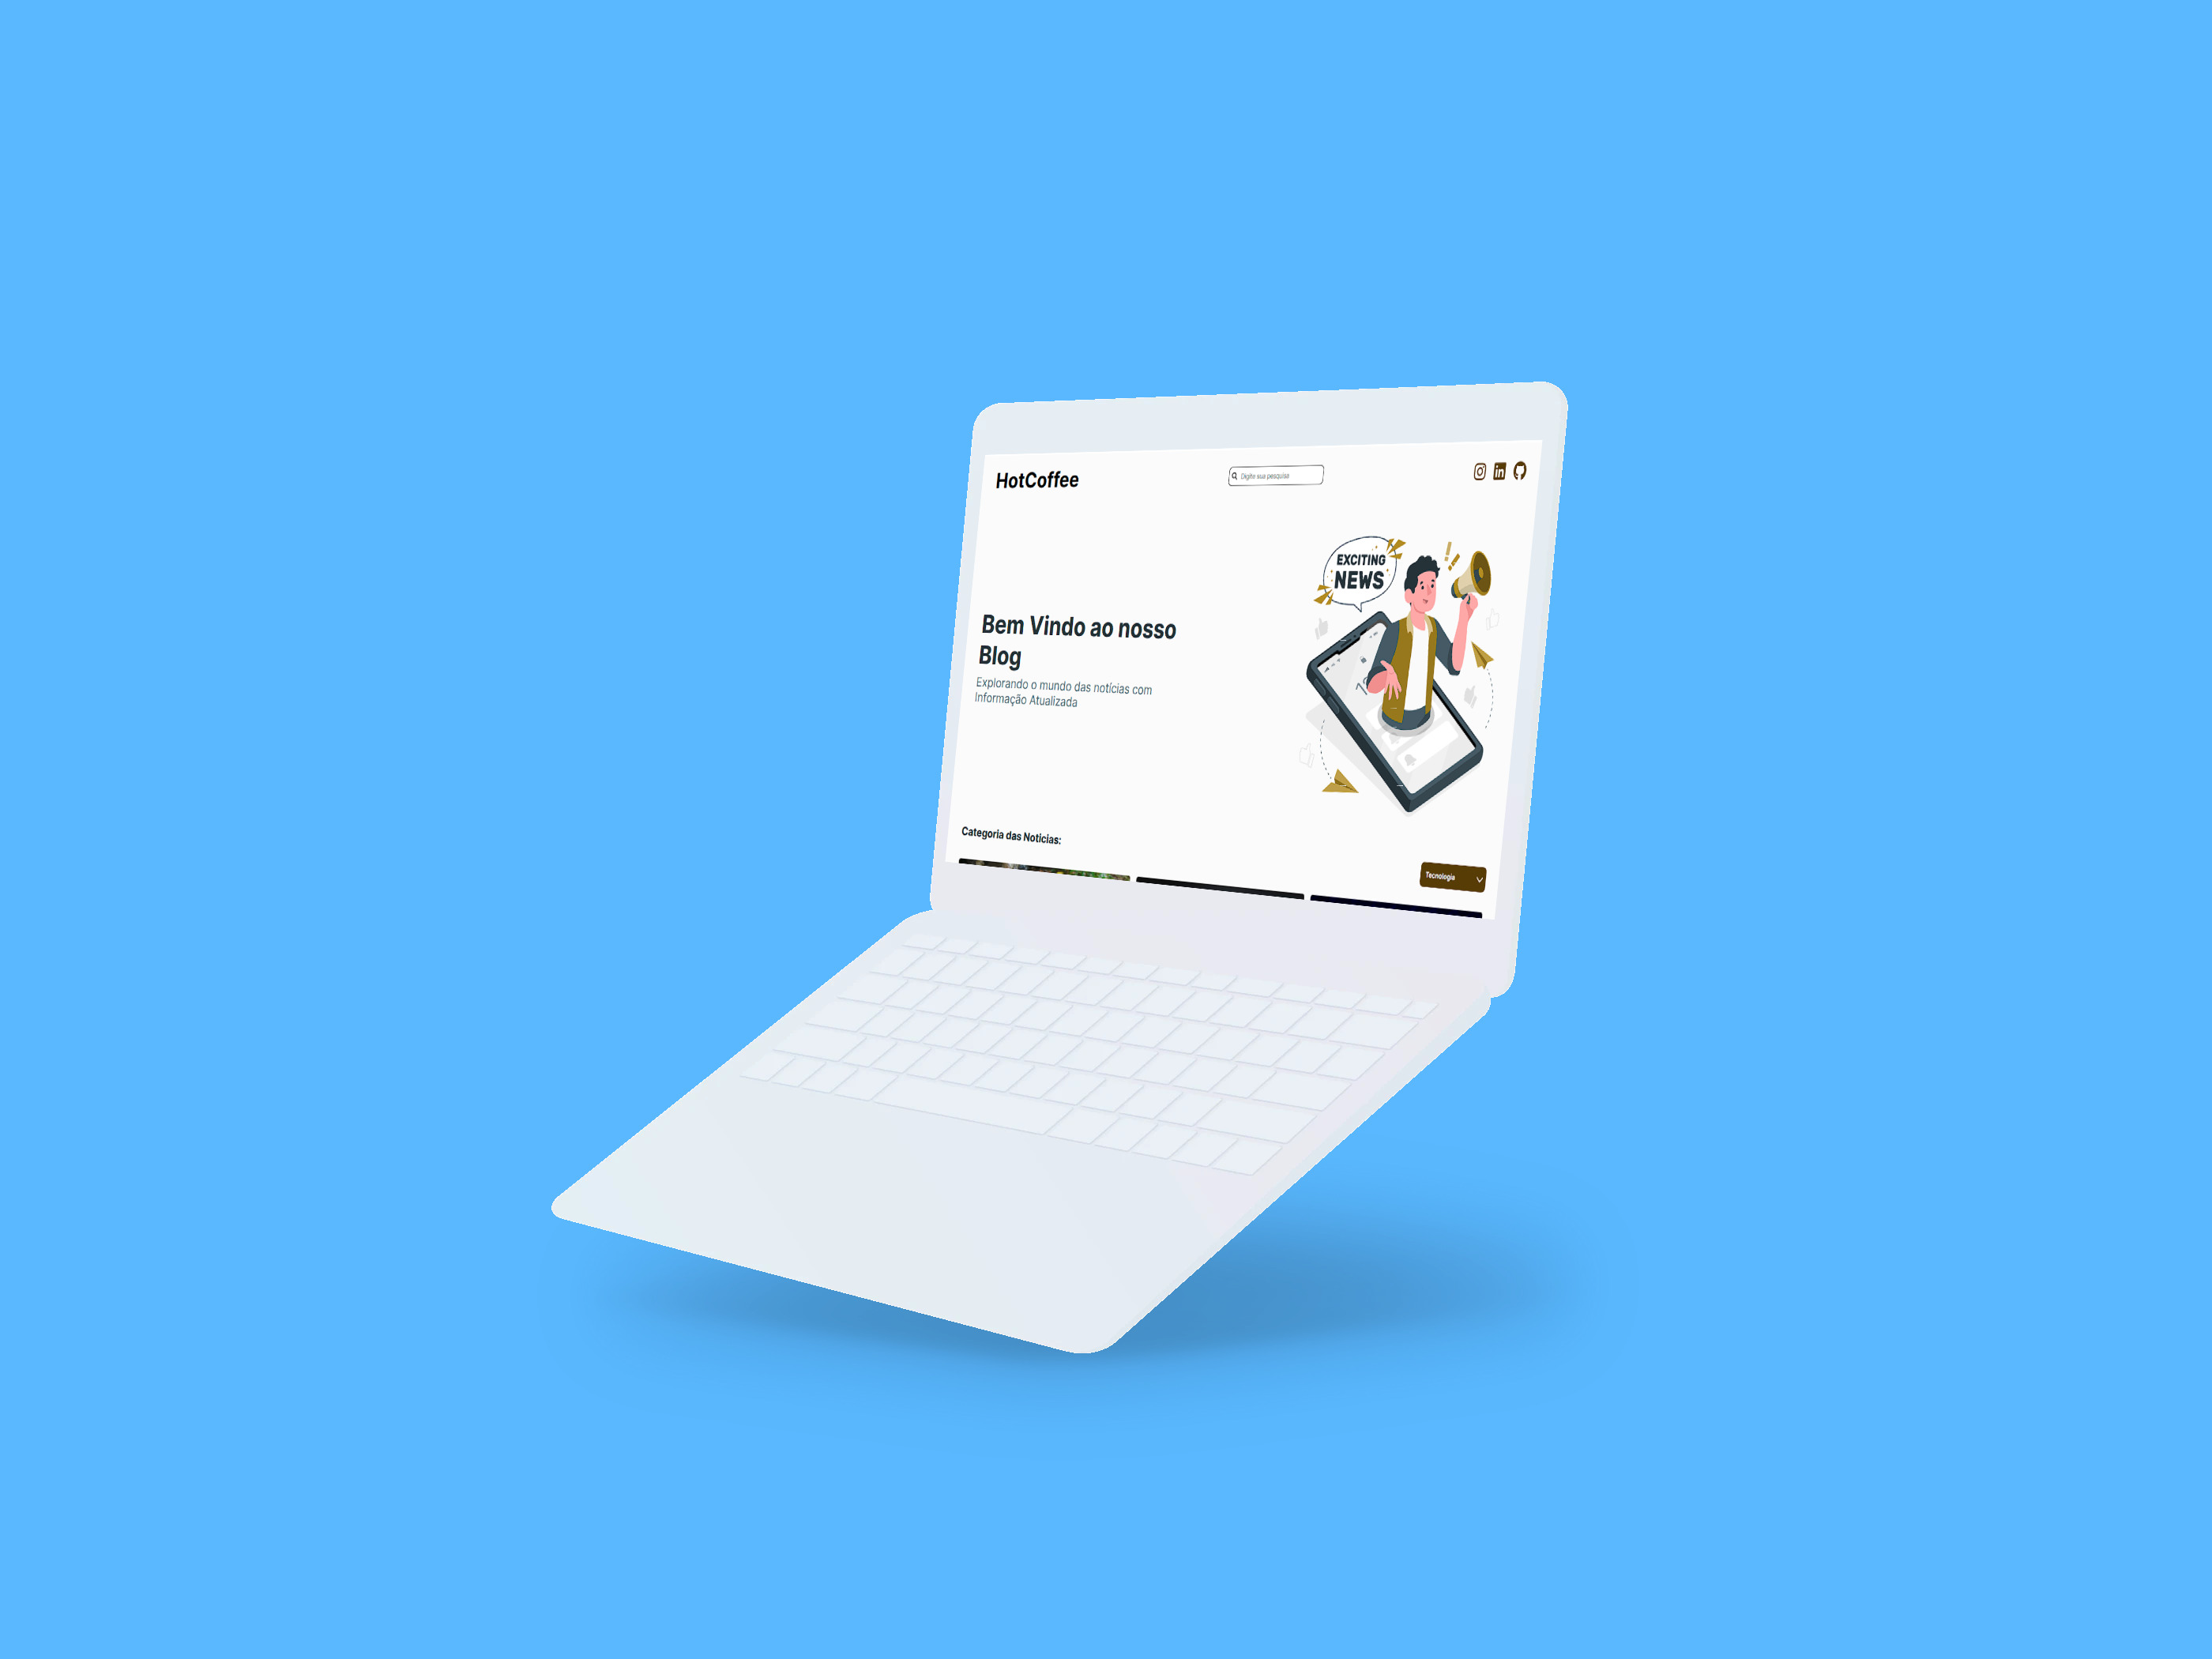 HotCoffee
Digite sua pesquisa
EXCITING
NEWS
Bem Vindo ao nosso
Blog
Explorando o mundo das notícias com
Informação Atualizada
Categoria das Noticias:
Tecnologia